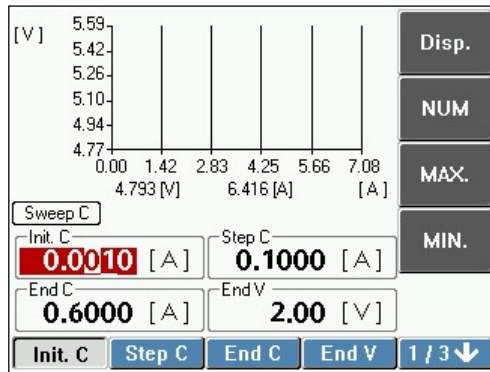 [V]
5.59
5.42
5.26
5.10
4.94
4.77
0.00 1.42 2.83 4.25 5.66 7.08
4.793 [V] 6.416 [A] [A]
Sweep C
Init. C Step C
0.0010 [A] 0.1000 [A]
End C End V
0.6000 [A] 2.00 [V]
Disp.
NUM
MAX.
MIN.
Init. C Step C End C End V 1/3